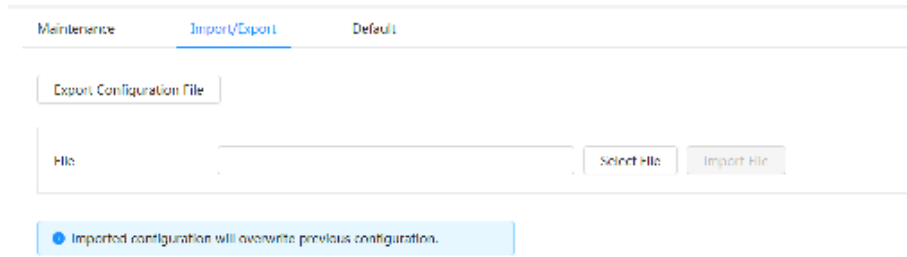 Maintenance Import/Export Default
Export Configuration File
File Select File Import File
Imported configuration will overwrite previous configuration.